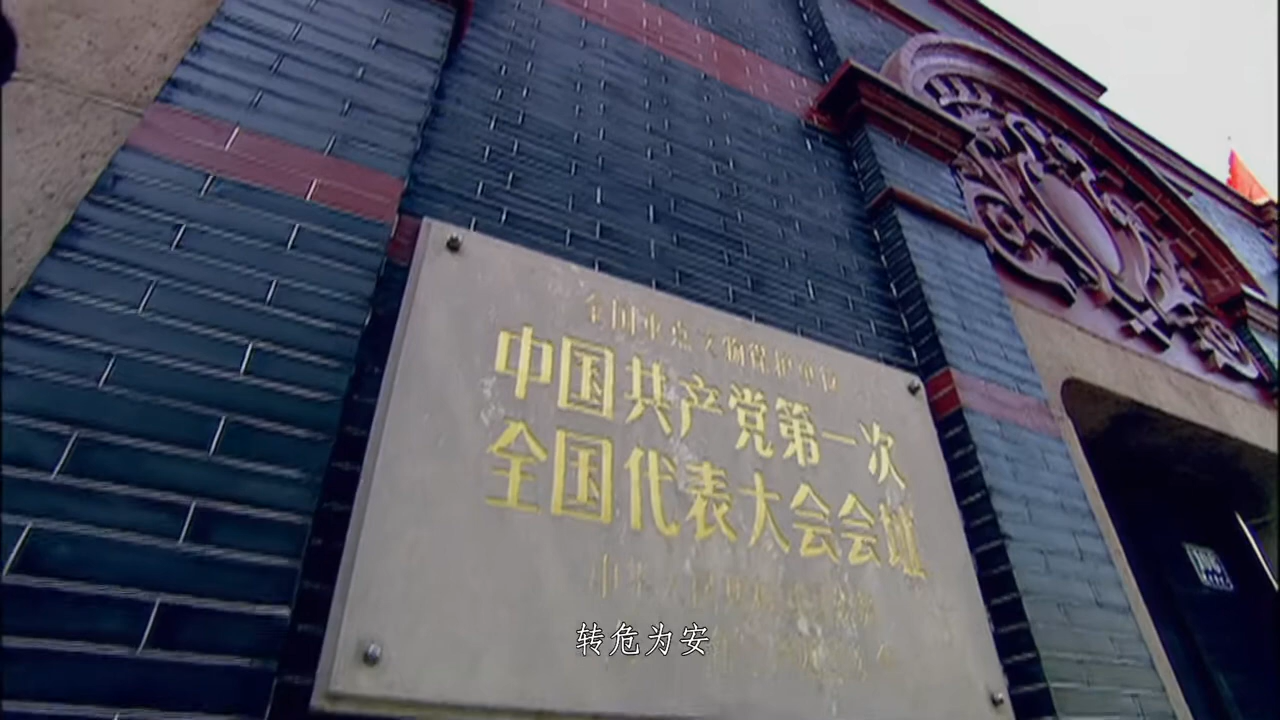 全国重点文物保护单位
中国共产党第一次
全国代表大会会址
转危为安